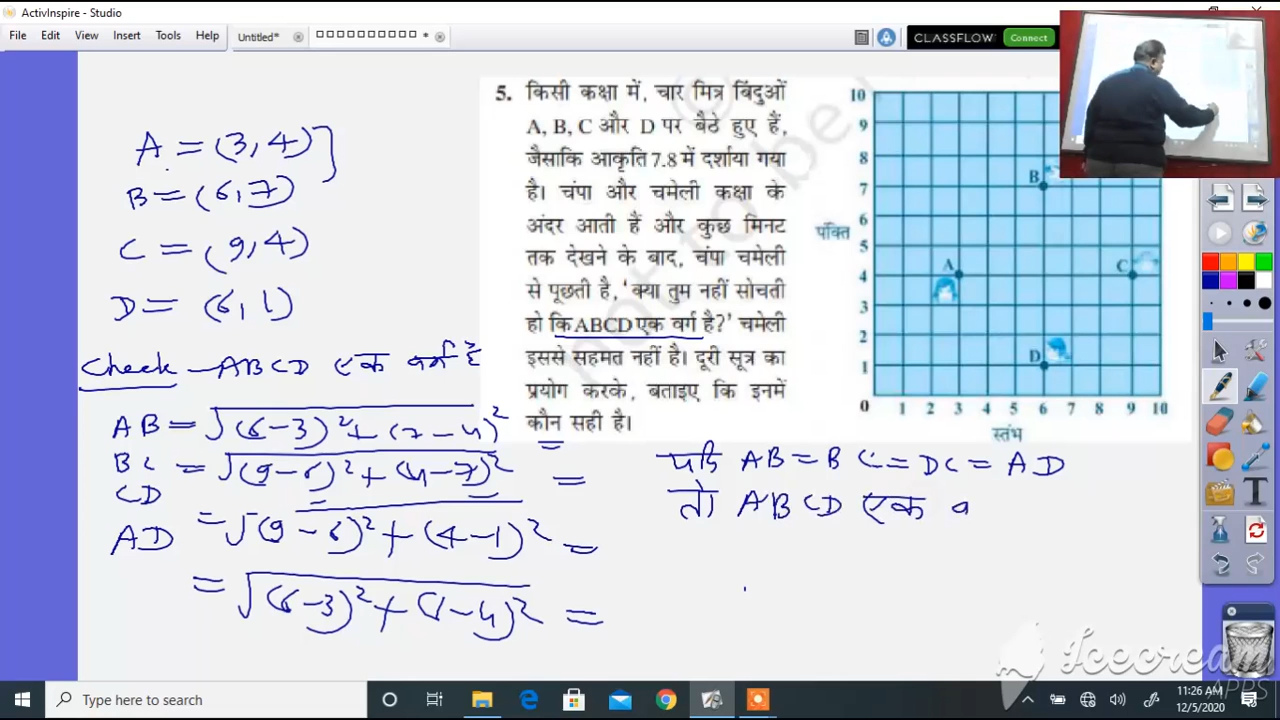 ActivInspire - Studio
File Edit View Insert Tools Help
Untitled*
CLASSFLOW Connect
A = (3, 4)
B = (6, 7)
C = (9, 4)
D = (6, 1)
Check - ABCD एक वर्ग है
AB = √(6-3)² + (7-4)² =
BC = √(9-6)² + (4-7)² =
CD = √(9-6)² + (4-1)² =
AD = √(6-3)² + (1-4)² =
5. किसी कक्षा में, चार मित्र बिंदुओं
A, B, C और D पर बैठे हुए हैं,
जैसाकि आकृति 7.8 में दर्शाया गया
है। चंपा और चमेली कक्षा के
अंदर आती हैं और कुछ मिनट
तक देखने के बाद, चंपा चमेली
से पूछती है, ‘क्या तुम नहीं सोचती
हो कि ABCD एक वर्ग है?’ चमेली
इससे सहमत नहीं है। दूरी सूत्र का
प्रयोग करके, बताइए कि इनमें
कौन सही है।
10
9
8
7
6
5
4
3
2
1
0 1 2 3 4 5 6 7 8 9 10
पंक्ति
स्तंभ
B
A
C
D
यदि AB = BC = DC = AD
तो ABCD एक व
Icecream
APPS
Type here to search
11:26 AM
12/5/2020